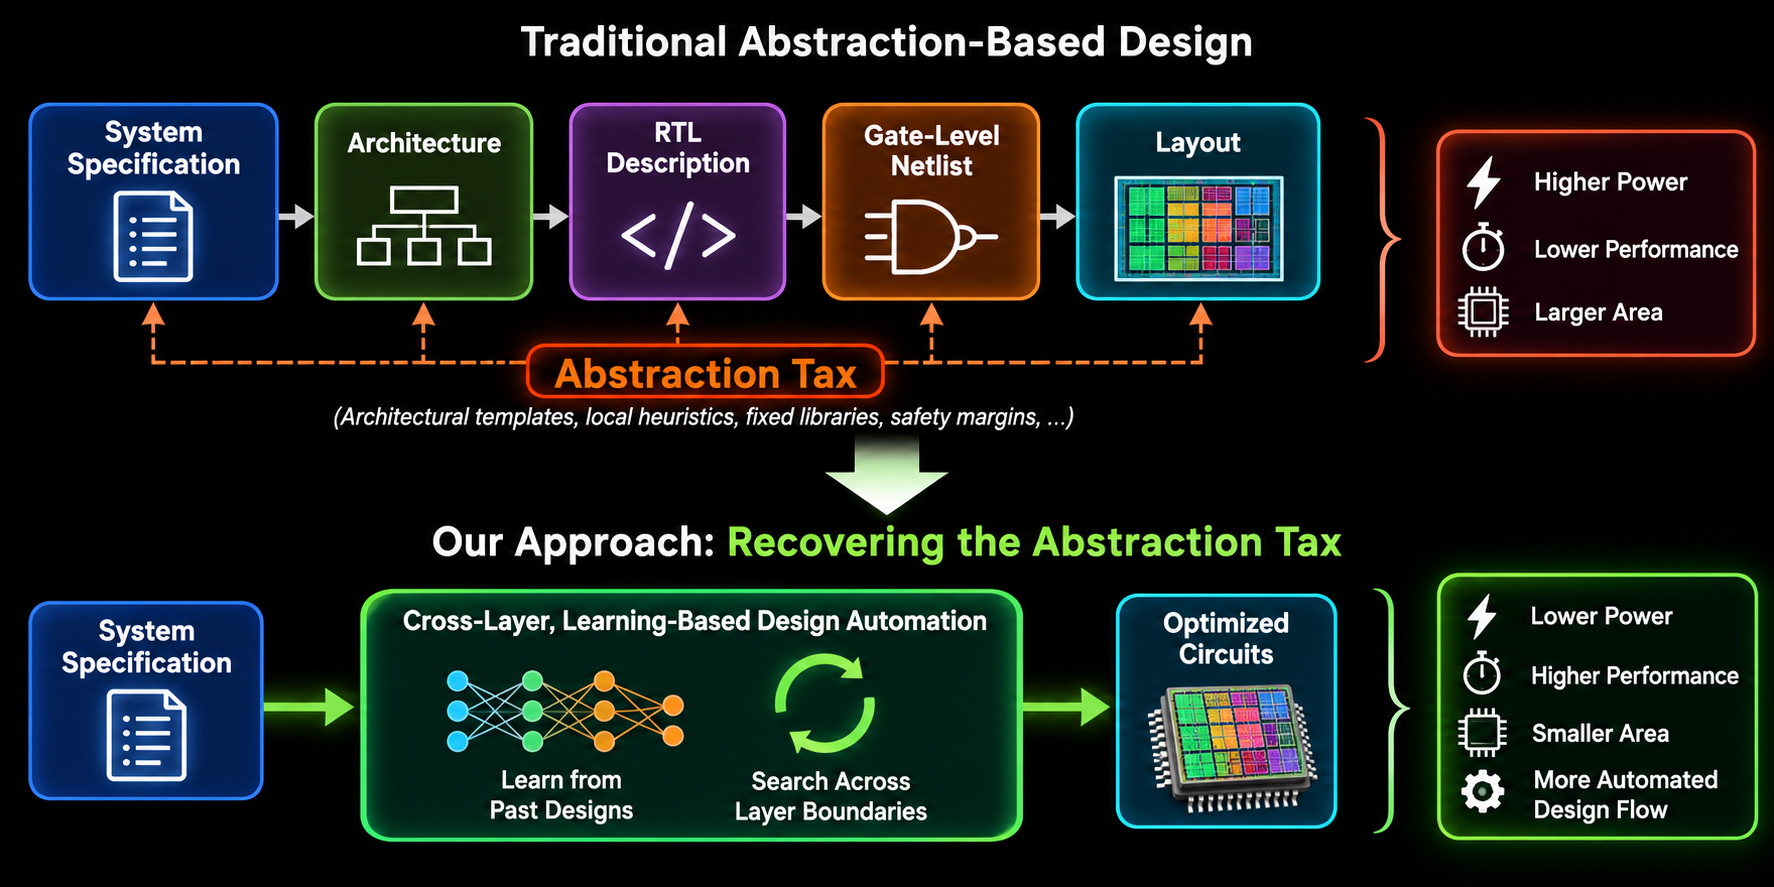 Traditional Abstraction-Based Design
System
Specification
Architecture
RTL
Description
</>
Gate-Level
Netlist
Layout
Higher Power
Lower Performance
Larger Area
Abstraction Tax
(Architectural templates, local heuristics, fixed libraries, safety margins, ...)
Our Approach: Recovering the Abstraction Tax
System
Specification
Cross-Layer, Learning-Based Design Automation
Learn from
Past Designs
Search Across
Layer Boundaries
Optimized
Circuits
Lower Power
Higher Performance
Smaller Area
More Automated
Design Flow